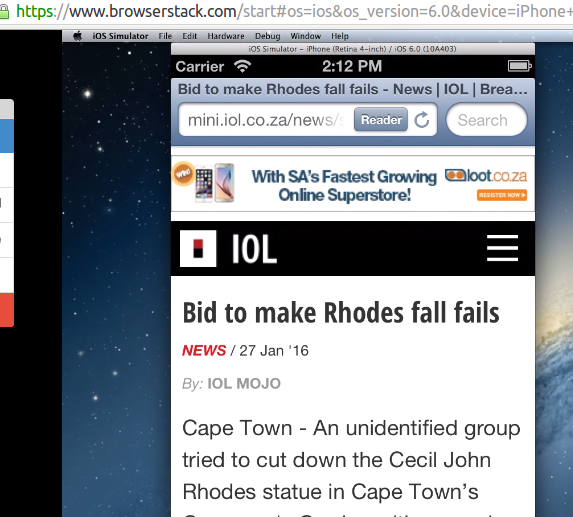 https://www.browserstack.com/start#os=ios&os_version=6.0&device=iPhone+
iOS Simulator File Edit Hardware Debug Window Help
iOS Simulator - iPhone (Retina 4-inch) / iOS 6.0 (10A403)
Carrier 2:12 PM
Bid to make Rhodes fall fails - News | IOL | Brea...
mini.iol.co.za/news/s Reader Search
WIN!
With SA's Fastest Growing
Online Superstore!
loot.co.za
REGISTER NOW
IOL
Bid to make Rhodes fall fails
NEWS / 27 Jan '16
By: IOL MOJO
Cape Town - An unidentified group
tried to cut down the Cecil John
Rhodes statue in Cape Town's